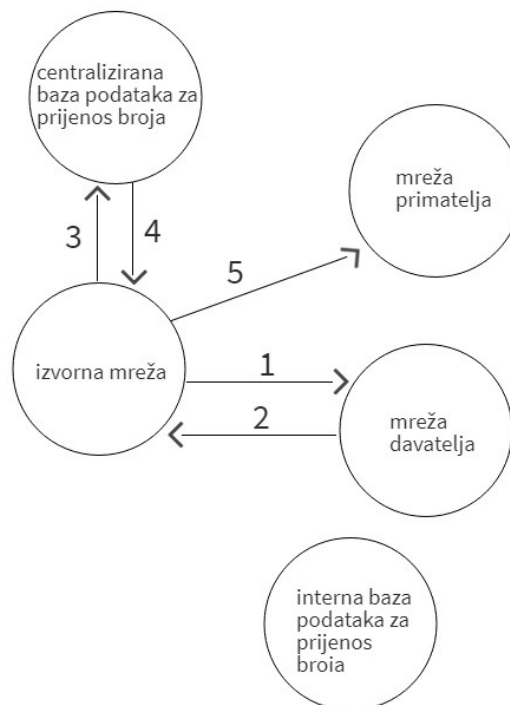 centralizirana
baza podataka za
prijenos broja
mreža
primatelja
3
4
5
izvorna mreža
1
2
mreža
davatelja
interna baza
podataka za
prijenos
broia